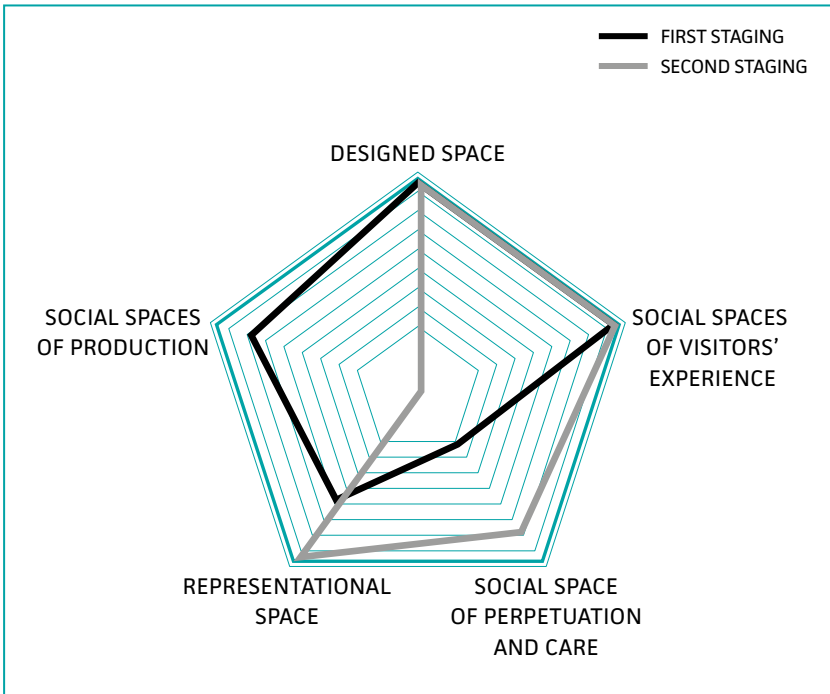 FIRST STAGING
SECOND STAGING
DESIGNED SPACE
SOCIAL SPACES
OF PRODUCTION
SOCIAL SPACES
OF VISITORS’
EXPERIENCE
REPRESENTATIONAL
SPACE
SOCIAL SPACE
OF PERPETUATION
AND CARE